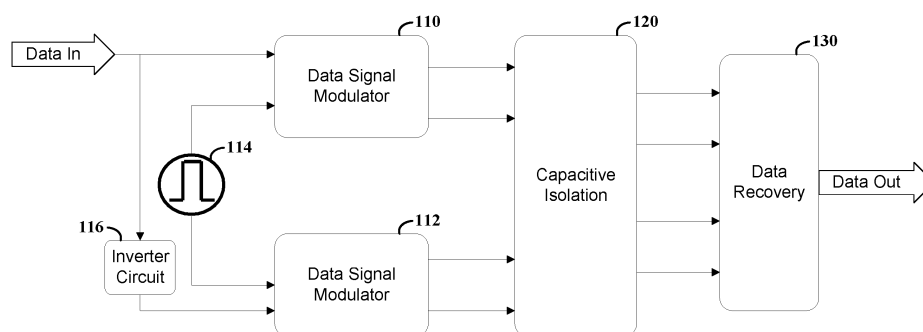 110
120
130
Data In
Data Signal
Modulator
114
Capacitive
Isolation
Data
Recovery
Data Out
116
112
Inverter
Circuit
Data Signal
Modulator